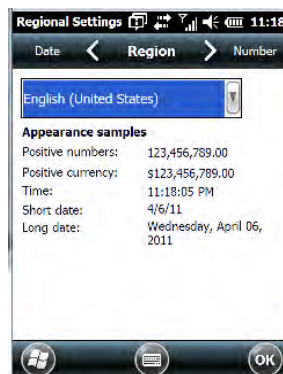 Regional Settings 11:18
Date Region Number
English (United States)
Appearance samples
Positive numbers: 123,456,789.00
Positive currency: $123,456,789.00
Time: 11:18:05 PM
Short date: 4/6/11
Long date: Wednesday, April 06,
2011
OK